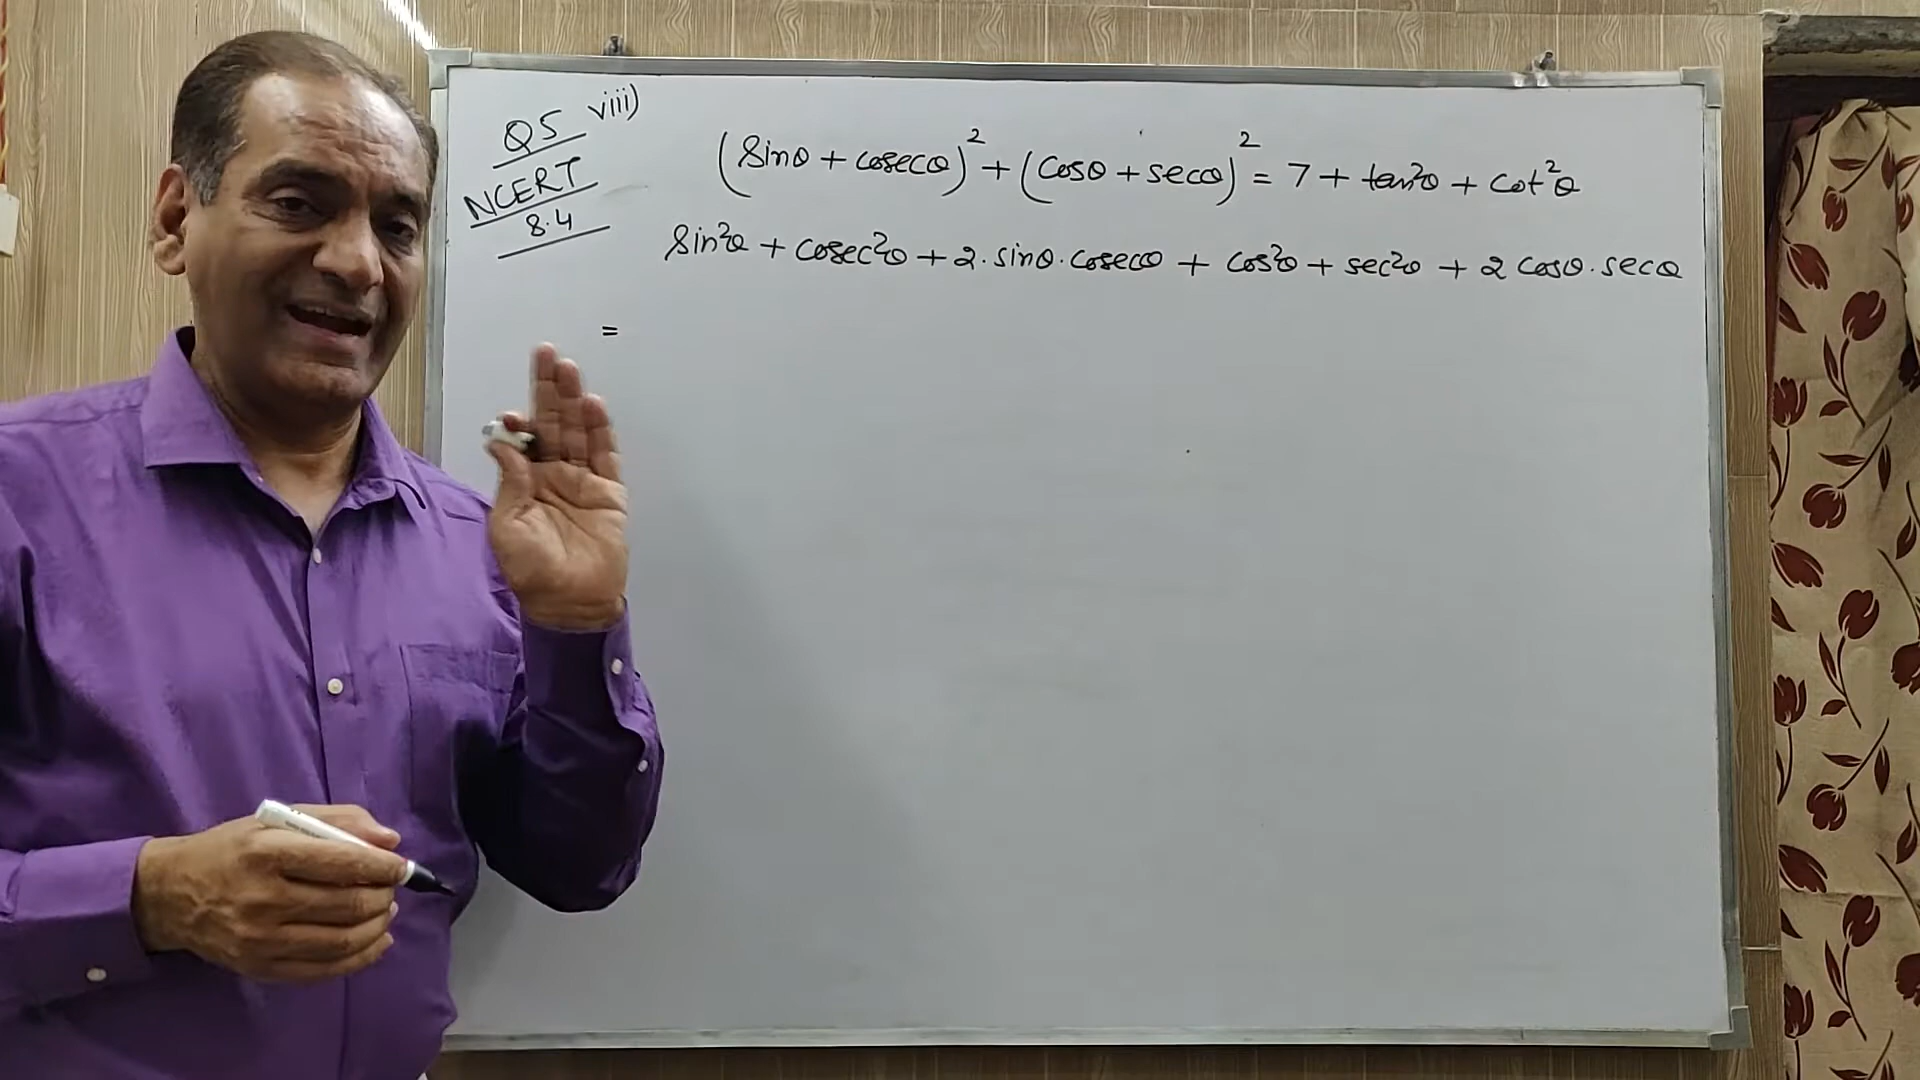 Q5 viii)
NCERT
8.4
(Sinθ + cosecθ)² + (cosθ + secθ)² = 7 + tan²θ + cot²θ
Sin²θ + cosec²θ + 2·sinθ·cosecθ + cos²θ + sec²θ + 2 cosθ·secθ
=